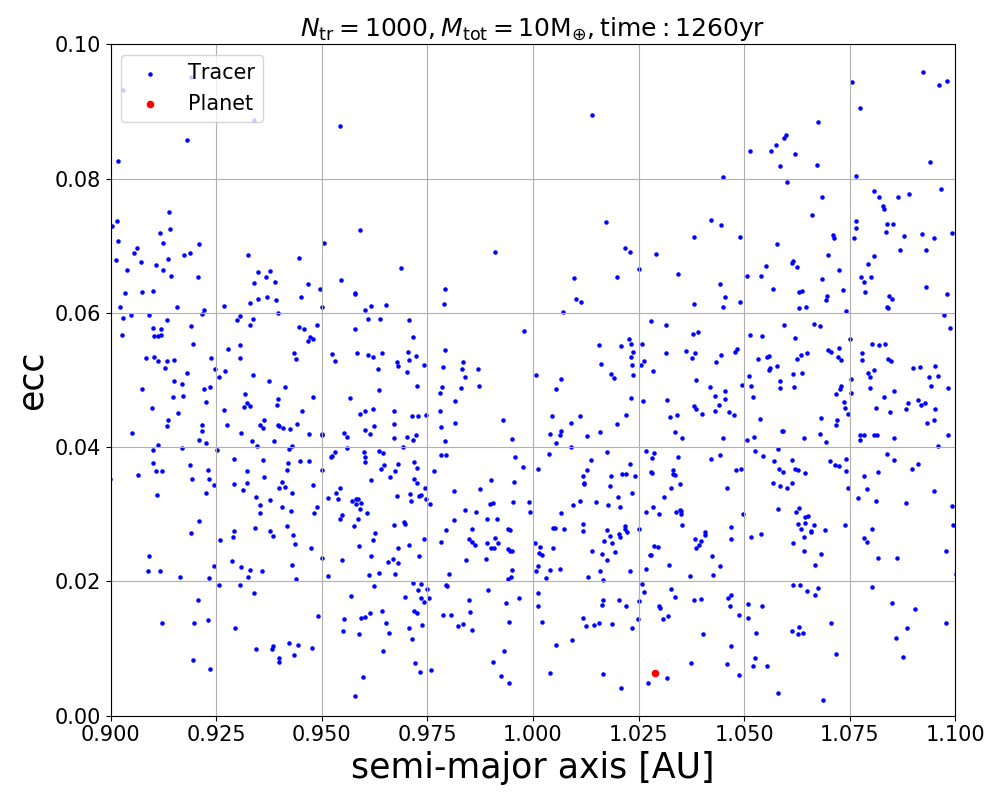 N_tr = 1000, M_tot = 10M_⊕, time : 1260yr
Tracer
Planet
ecc
0.10
0.08
0.06
0.04
0.02
0.00
0.900 0.925 0.950 0.975 1.000 1.025 1.050 1.075 1.100
semi-major axis [AU]